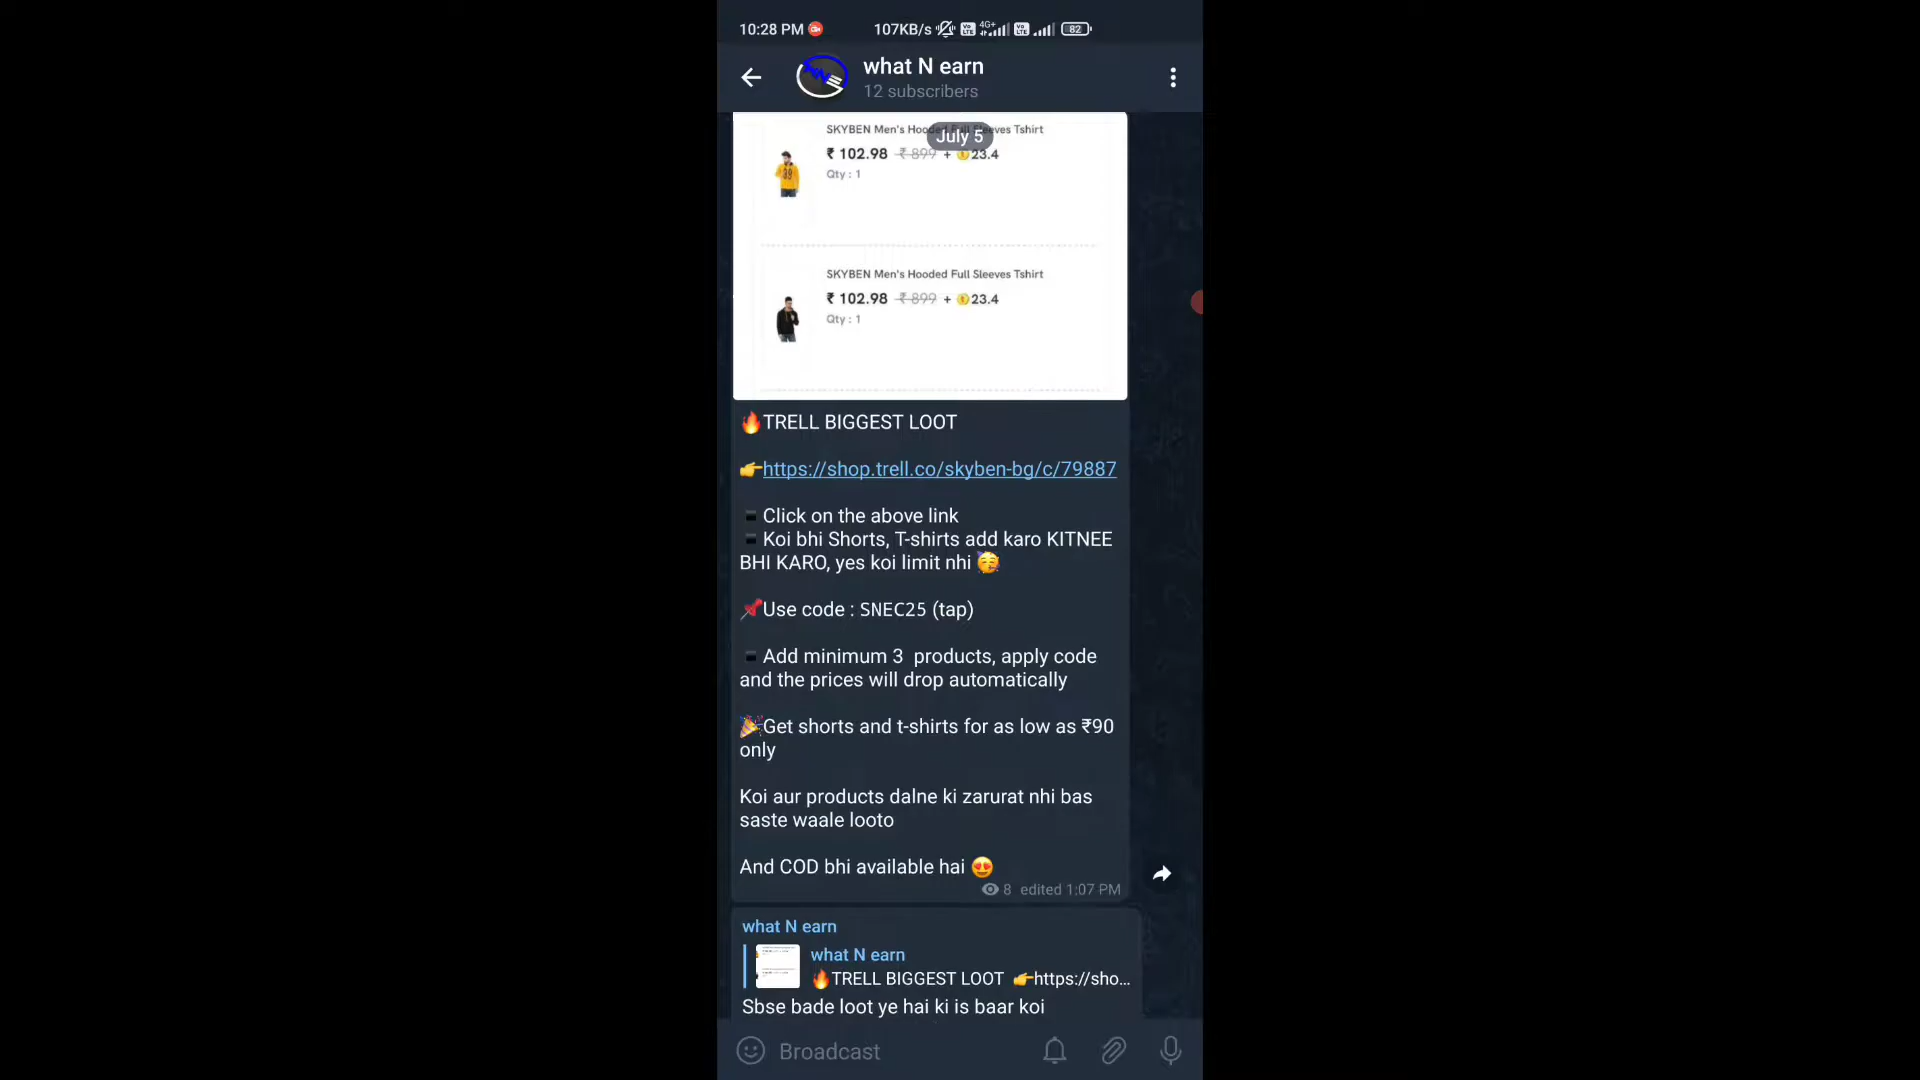 10:28 PM 107KB/s 4G+ 82
what N earn
12 subscribers
July 5
SKYBEN Men's Hooded Full Sleeves Tshirt
₹ 102.98 ₹ 899 + 23.4
Qty : 1
SKYBEN Men's Hooded Full Sleeves Tshirt
₹ 102.98 ₹ 899 + 23.4
Qty : 1
🔥TRELL BIGGEST LOOT
👉https://shop.trell.co/skyben-bg/c/79887
▪️Click on the above link
▪️Koi bhi Shorts, T-shirts add karo KITNEE
BHI KARO, yes koi limit nhi 🥳
📌Use code : SNEC25 (tap)
▪️Add minimum 3 products, apply code
and the prices will drop automatically
🎉Get shorts and t-shirts for as low as ₹90
only
Koi aur products dalne ki zarurat nhi bas
saste waale looto
And COD bhi available hai 😍
8 edited 1:07 PM
what N earn
what N earn
🔥TRELL BIGGEST LOOT 👉https://sho...
Sbse bade loot ye hai ki is baar koi
Broadcast